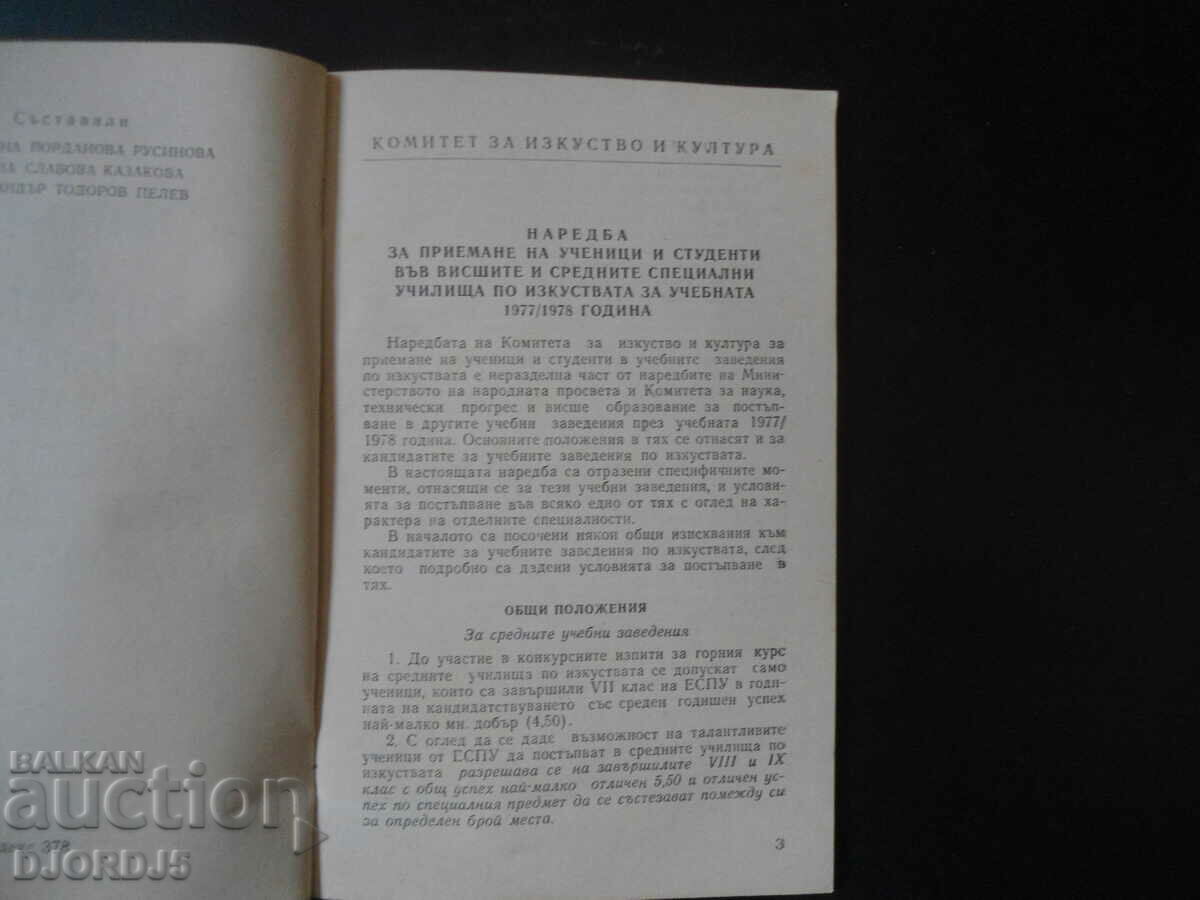 Съставили
НА ЙОРДАНОВА РУСИНОВА
СЛАВОВА КАЗАКОВА
ТОДОРОВ ПЕЛЕВ
378
КОМИТЕТ ЗА ИЗКУСТВО И КУЛТУРА
НАРЕДБА
ЗА ПРИЕМАНЕ НА УЧЕНИЦИ И СТУДЕНТИ
ВЪВ ВИСШИТЕ И СРЕДНИТЕ СПЕЦИАЛНИ
УЧИЛИЩА ПО ИЗКУСТВАТА ЗА УЧЕБНАТА
1977/1978 ГОДИНА
Наредбата на Комитета за изкуство и култура за
приемане на ученици и студенти в учебните заведения
по изкуствата е неразделна част от наредбите на Мини-
стерството на народната просвета и Комитета за наука,
технически прогрес и висше образование за постъп-
ване в другите учебни заведения през учебната 1977/
1978 година. Основните положения в тях се отнасят и за
кандидатите за учебните заведения по изкуствата.
В настоящата наредба са отразени специфичните мо-
менти, отнасящи се за тези учебни заведения, и услови-
ята за постъпване във всяко едно от тях с оглед на ха-
рактера на отделните специалности.
В началото са посочени някои общи изисквания към
кандидатите за учебните заведения по изкуствата, след
което подробно са дадени условията за постъпване в
тях.
ОБЩИ ПОЛОЖЕНИЯ
За средните учебни заведения
1. До участие в конкурсните изпити за горния курс
на средните училища по изкуствата се допускат само
ученици, които са завършили VII клас на ЕСПУ в годи-
ната на кандидатствуването със среден годишен успех
най-малко мн. добър (4,50).
2. С оглед да се даде възможност на талантливите
ученици от ЕСПУ да постъпват в средните училища по
изкуствата разрешава се на завършилите VIII и IX
клас с общ успех най-малко отличен 5,50 и отличен ус-
пех по специалния предмет да се състезават помежду си
за определен брой места.
3
BALKAN
auction
DJORDJ5